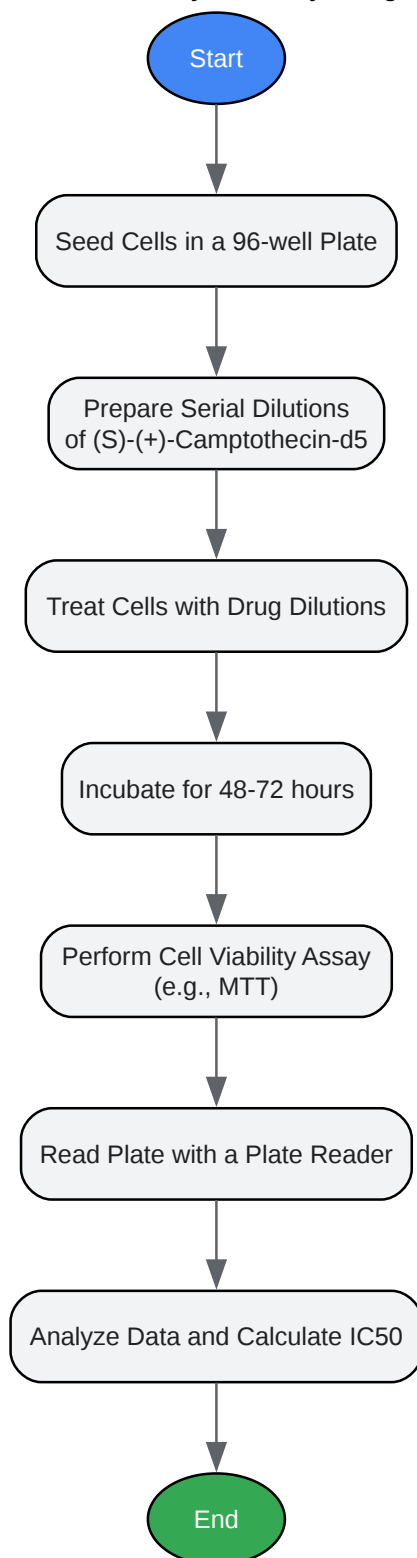 Start
Seed Cells in a 96-well Plate
Prepare Serial Dilutions
of (S)-(+)-Camptothecin-d5
Treat Cells with Drug Dilutions
Incubate for 48-72 hours
Perform Cell Viability Assay
(e.g., MTT)
Read Plate with a Plate Reader
Analyze Data and Calculate IC50
End